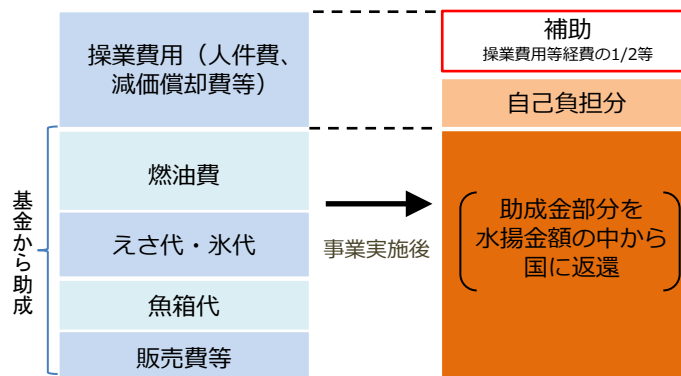 操業費用（人件費、
減価償却費等）
基金から助成
燃油費
えさ代・氷代
魚箱代
販売費等
事業実施後
補助
操業費用等経費の1/2等
自己負担分
助成金部分を
水揚金額の中から
国に返還